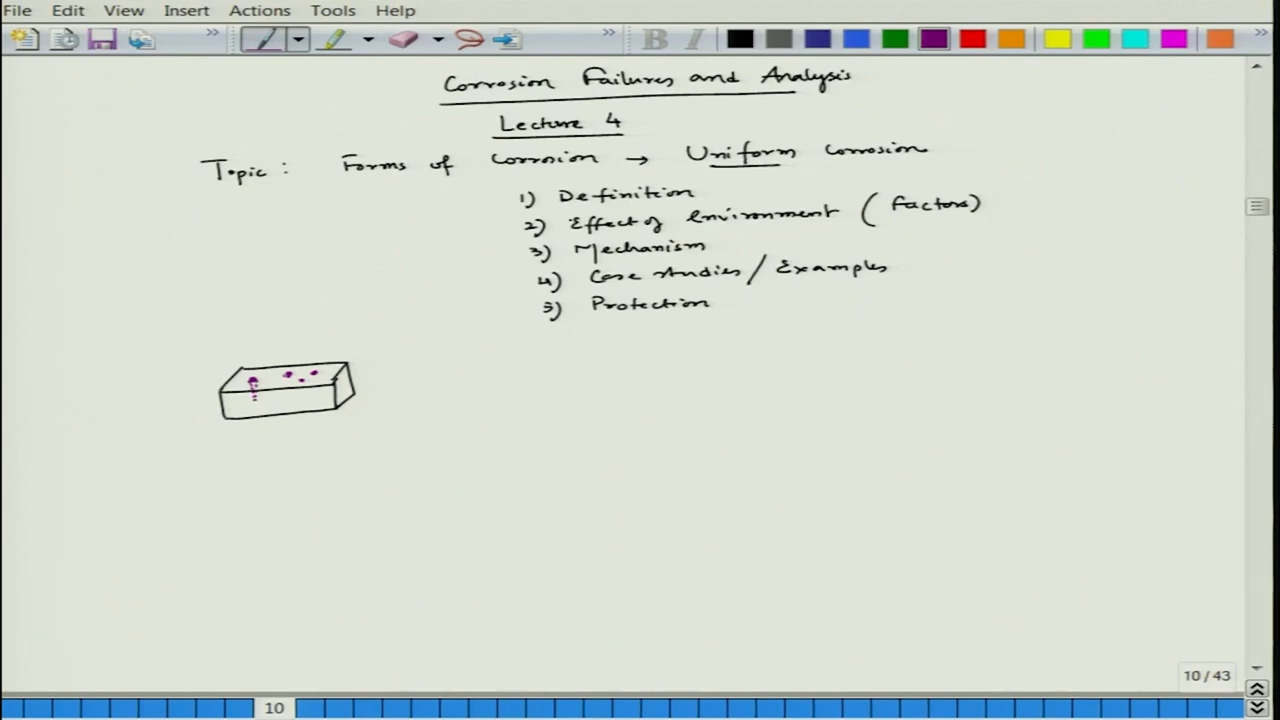 File Edit View Insert Actions Tools Help
Corrosion Failures and Analysis
Lecture 4
Topic : Forms of Corrosion → Uniform Corrosion
1) Definition
2) Effect of environment (factors)
3) Mechanism
4) Case studies / Examples
5) Protection
10 / 43
10